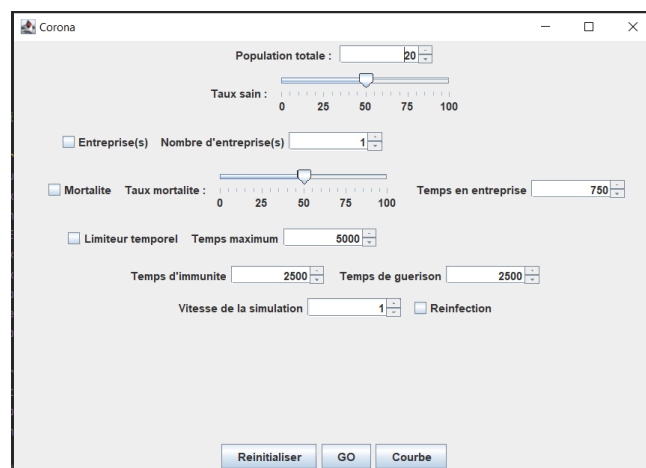 Corona
Population totale : 20
Taux sain :
0 25 50 75 100
Entreprise(s) Nombre d'entreprise(s) 1
Mortalite Taux mortalite : Temps en entreprise 750
0 25 50 75 100
Limiteur temporel Temps maximum 5000
Temps d'immunite 2500 Temps de guerison 2500
Vitesse de la simulation 1 Reinfection
Reinitialiser GO Courbe